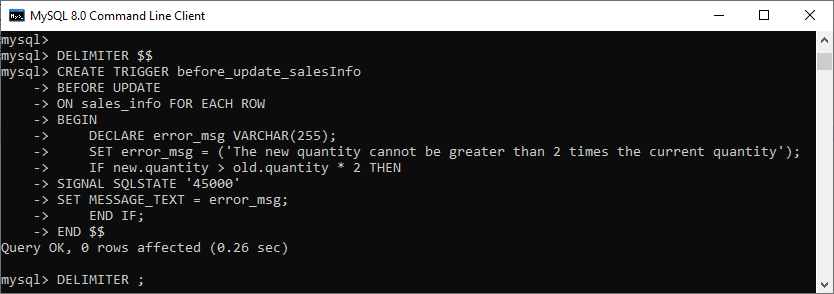 MySQL 8.0 Command Line Client
mysql>
mysql> DELIMITER $$
mysql> CREATE TRIGGER before_update_salesInfo
    -> BEFORE UPDATE
    -> ON sales_info FOR EACH ROW
    -> BEGIN
    ->     DECLARE error_msg VARCHAR(255);
    ->     SET error_msg = ('The new quantity cannot be greater than 2 times the current quantity');
    ->     IF new.quantity > old.quantity * 2 THEN
    -> SIGNAL SQLSTATE '45000'
    -> SET MESSAGE_TEXT = error_msg;
    ->     END IF;
    -> END $$
Query OK, 0 rows affected (0.26 sec)
mysql> DELIMITER ;